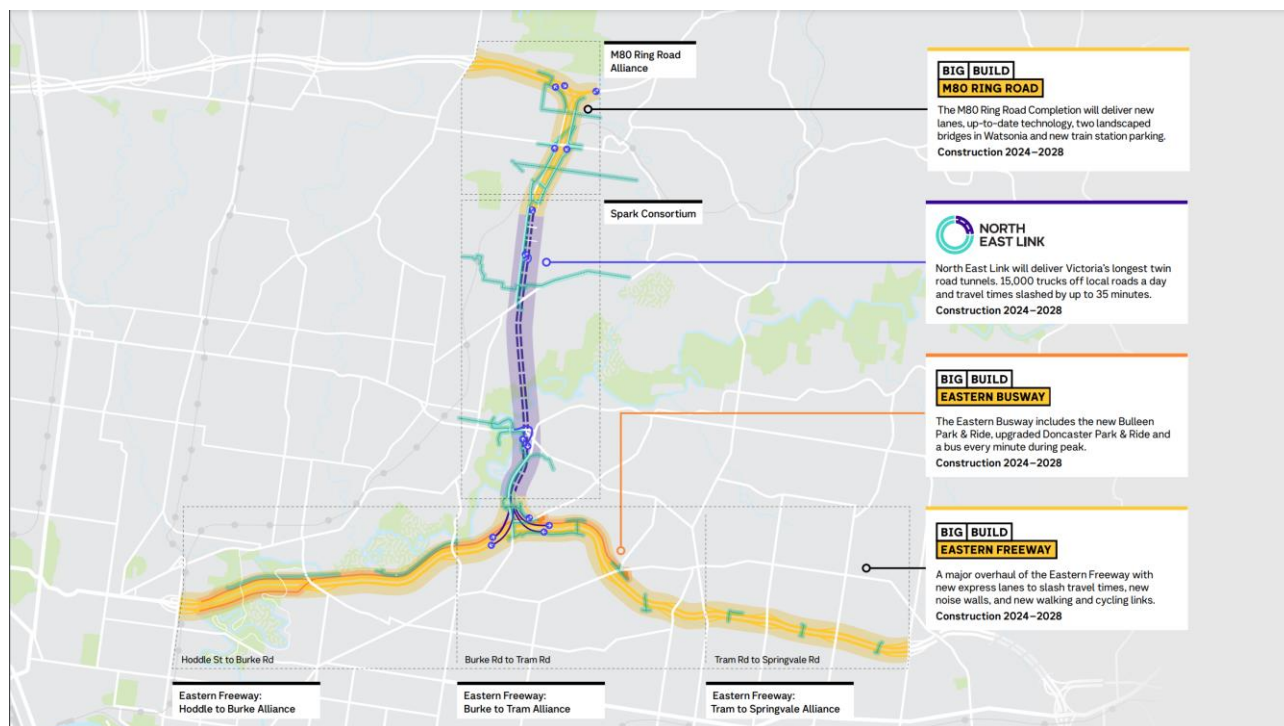 M80 Ring Road
Alliance
BIG BUILD
M80 RING ROAD
The M80 Ring Road Completion will deliver new
lanes, up-to-date technology, two landscaped
bridges in Watsonia and new train station parking.
Construction 2024–2028
Spark Consortium
NORTH
EAST LINK
North East Link will deliver Victoria's longest twin
road tunnels. 15,000 trucks off local roads a day
and travel times slashed by up to 35 minutes.
Construction 2024–2028
BIG BUILD
EASTERN BUSWAY
The Eastern Busway includes the new Bulleen
Park & Ride, upgraded Doncaster Park & Ride and
a bus every minute during peak.
Construction 2024–2028
BIG BUILD
EASTERN FREEWAY
A major overhaul of the Eastern Freeway with
new express lanes to slash travel times, new
noise walls, and new walking and cycling links.
Construction 2024–2028
Hoddle St to Burke Rd
Burke Rd to Tram Rd
Tram Rd to Springvale Rd
Eastern Freeway:
Hoddle to Burke Alliance
Eastern Freeway:
Burke to Tram Alliance
Eastern Freeway:
Tram to Springvale Alliance